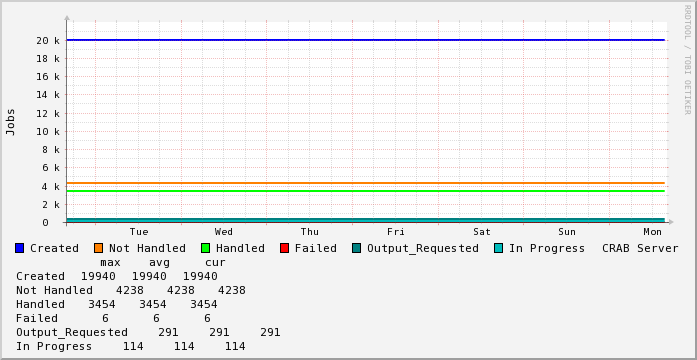 RRDTOOL / TOBI OETIKER
Jobs
20 k
18 k
16 k
14 k
12 k
10 k
8 k
6 k
4 k
2 k
0
Tue Wed Thu Fri Sat Sun Mon
Created Not Handled Handled Failed Output_Requested In Progress CRAB Server
max avg cur
Created 19940 19940 19940
Not Handled 4238 4238 4238
Handled 3454 3454 3454
Failed 6 6 6
Output_Requested 291 291 291
In Progress 114 114 114